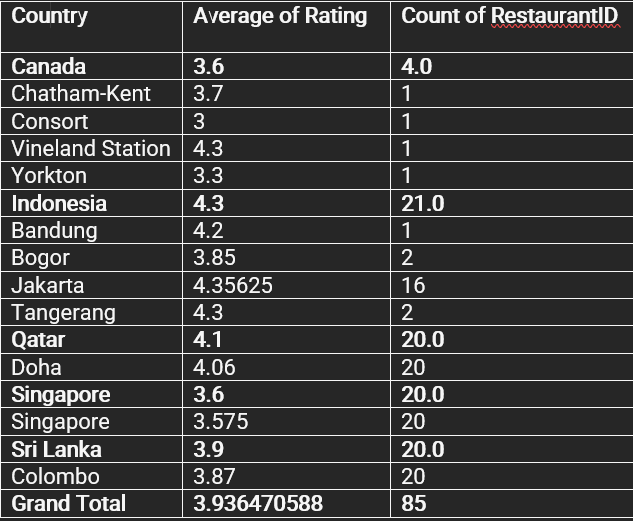 Country Average of Rating Count of RestaurantID
Canada 3.6 4.0
Chatham-Kent 3.7 1
Consort 3 1
Vineland Station 4.3 1
Yorkton 3.3 1
Indonesia 4.3 21.0
Bandung 4.2 1
Bogor 3.85 2
Jakarta 4.35625 16
Tangerang 4.3 2
Qatar 4.1 20.0
Doha 4.06 20
Singapore 3.6 20.0
Singapore 3.575 20
Sri Lanka 3.9 20.0
Colombo 3.87 20
Grand Total 3.936470588 85